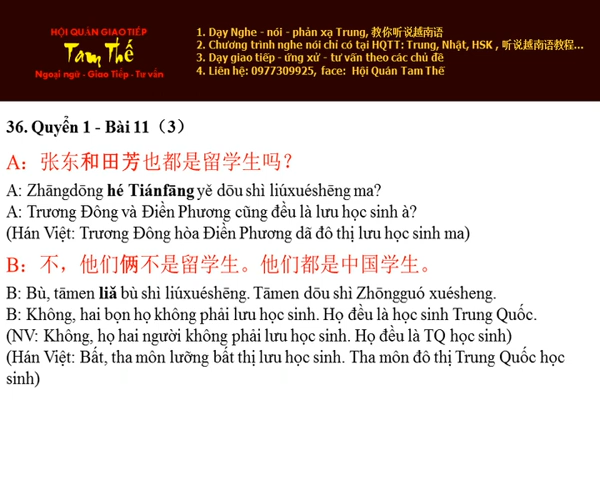 HỘI QUÁN GIAO TIẾP
Tam Thế
Ngoại ngữ - Giao Tiếp - Tư vấn
1. Dạy Nghe - nói - phản xạ Trung, 教你听说越南语
2. Chương trình nghe nói chỉ có tại HQTT: Trung, Nhật, HSK , 听说越南语教程...
3. Dạy giao tiếp - ứng xử - tư vấn theo các chủ đề
4. Liên hệ: 0977309925, face: Hội Quán Tam Thế
36. Quyển 1 - Bài 11（3）
A：张东和田芳也都是留学生吗？
A: Zhāngdōng hé Tiánfāng yě dōu shì liúxuéshēng ma?
A: Trương Đông và Điền Phương cũng đều là lưu học sinh à?
(Hán Việt: Trương Đông hòa Điền Phương dã đô thị lưu học sinh ma)
B：不，他们俩不是留学生。他们都是中国学生。
B: Bù, tāmen liǎ bù shì liúxuéshēng. Tāmen dōu shì Zhōngguó xuésheng.
B: Không, hai bọn họ không phải lưu học sinh. Họ đều là học sinh Trung Quốc.
(NV: Không, họ hai người không phải lưu học sinh. Họ đều là TQ học sinh)
(Hán Việt: Bất, tha môn lưỡng bất thị lưu học sinh. Tha môn đô thị Trung Quốc học
sinh)